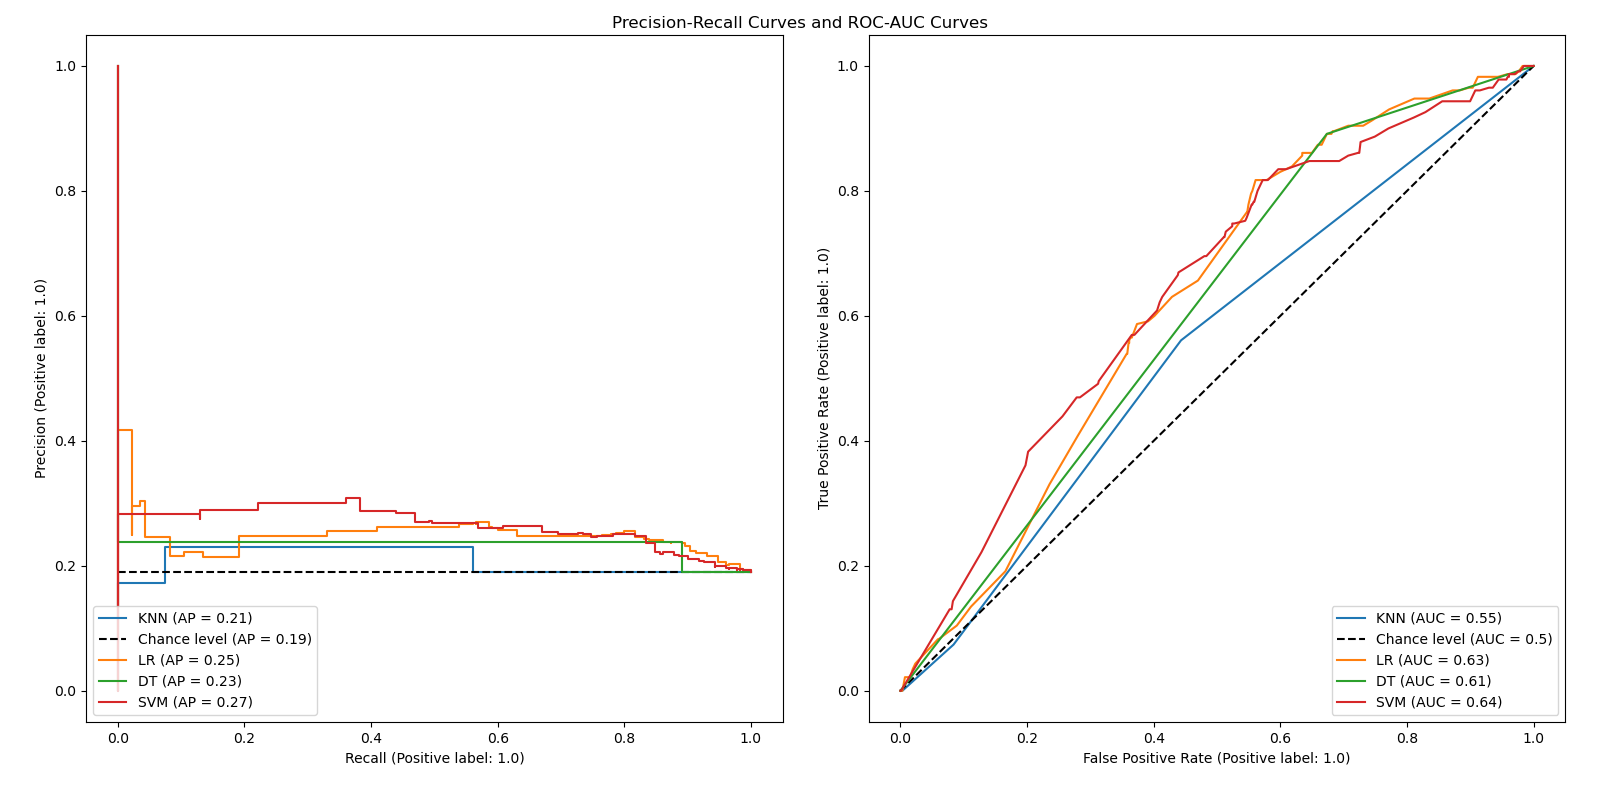 Precision-Recall Curves and ROC-AUC Curves
Precision (Positive label: 1.0)
1.0
0.8
0.6
0.4
0.2
0.0
KNN (AP = 0.21)
Chance level (AP = 0.19)
LR (AP = 0.25)
DT (AP = 0.23)
SVM (AP = 0.27)
0.0 0.2 0.4 0.6 0.8 1.0
Recall (Positive label: 1.0)
True Positive Rate (Positive label: 1.0)
1.0
0.8
0.6
0.4
0.2
0.0
KNN (AUC = 0.55)
Chance level (AUC = 0.5)
LR (AUC = 0.63)
DT (AUC = 0.61)
SVM (AUC = 0.64)
0.0 0.2 0.4 0.6 0.8 1.0
False Positive Rate (Positive label: 1.0)